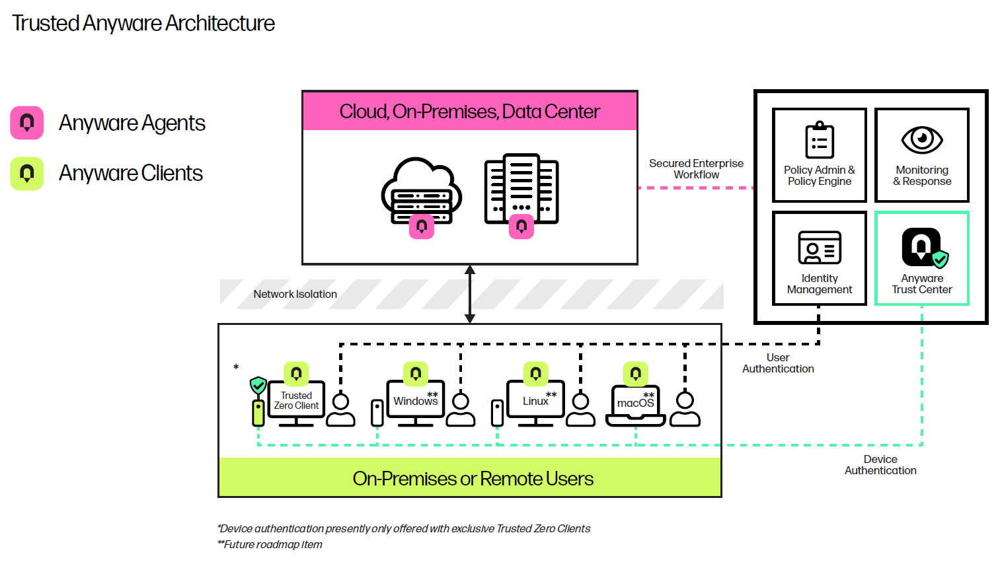 Trusted Anyware Architecture
Anyware Agents
Anyware Clients
Cloud, On-Premises, Data Center
Secured Enterprise
Workflow
Policy Admin &
Policy Engine
Monitoring
& Response
Identity
Management
Anyware
Trust Center
Network Isolation
User
Authentication
*
Trusted
Zero Client
Windows**
Linux**
macOS**
Device
Authentication
On-Premises or Remote Users
*Device authentication presently only offered with exclusive Trusted Zero Clients
**Future roadmap item